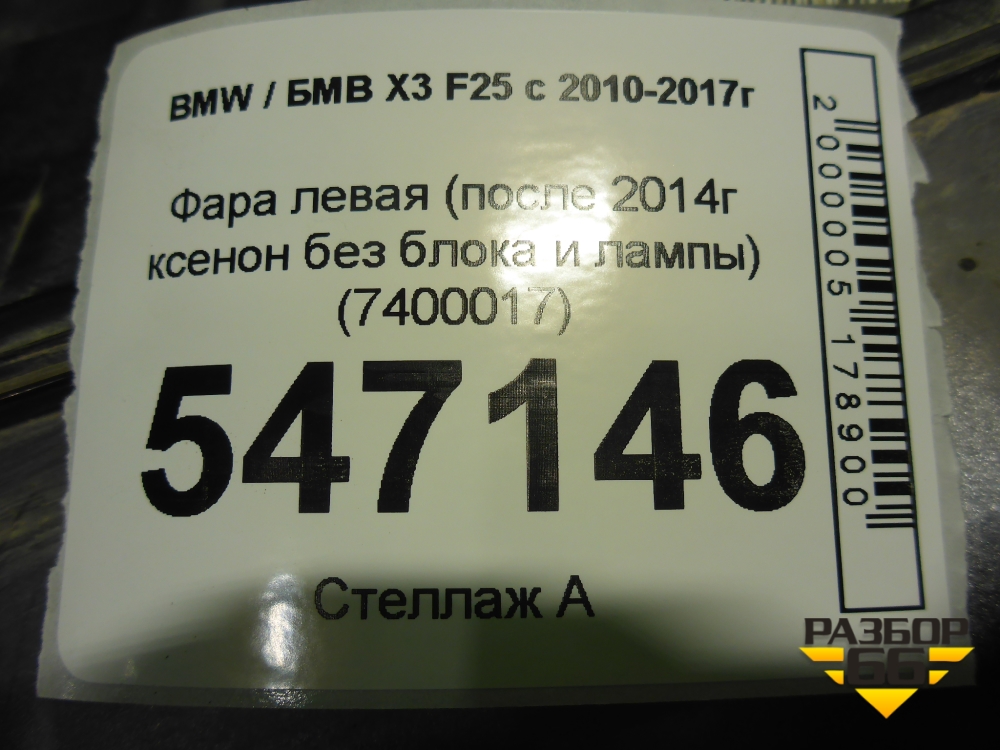 BMW / БМВ X3 F25 с 2010-2017г
Фара левая (после 2014г
ксенон без блока и лампы)
(7400017)
547146
Стеллаж А
2000005178900
РАЗБОР
66